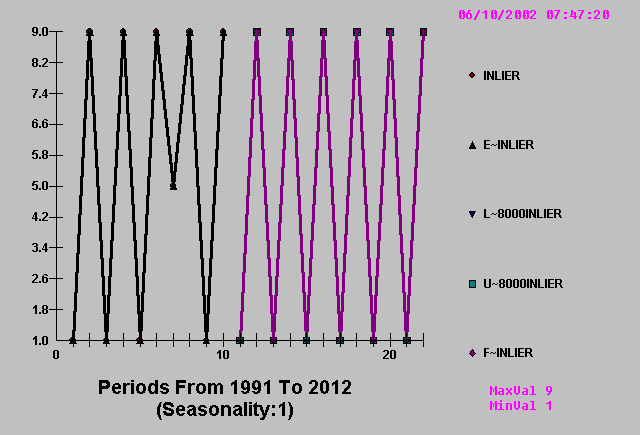 06/10/2002 07:47:20
9.0
8.2
7.4
6.6
5.8
5.0
4.2
3.4
2.6
1.8
1.0
0 10 20
INLIER
E~INLIER
L~8000INLIER
U~8000INLIER
F~INLIER
Periods From 1991 To 2012
(Seasonality:1)
MaxVal 9
MinVal 1